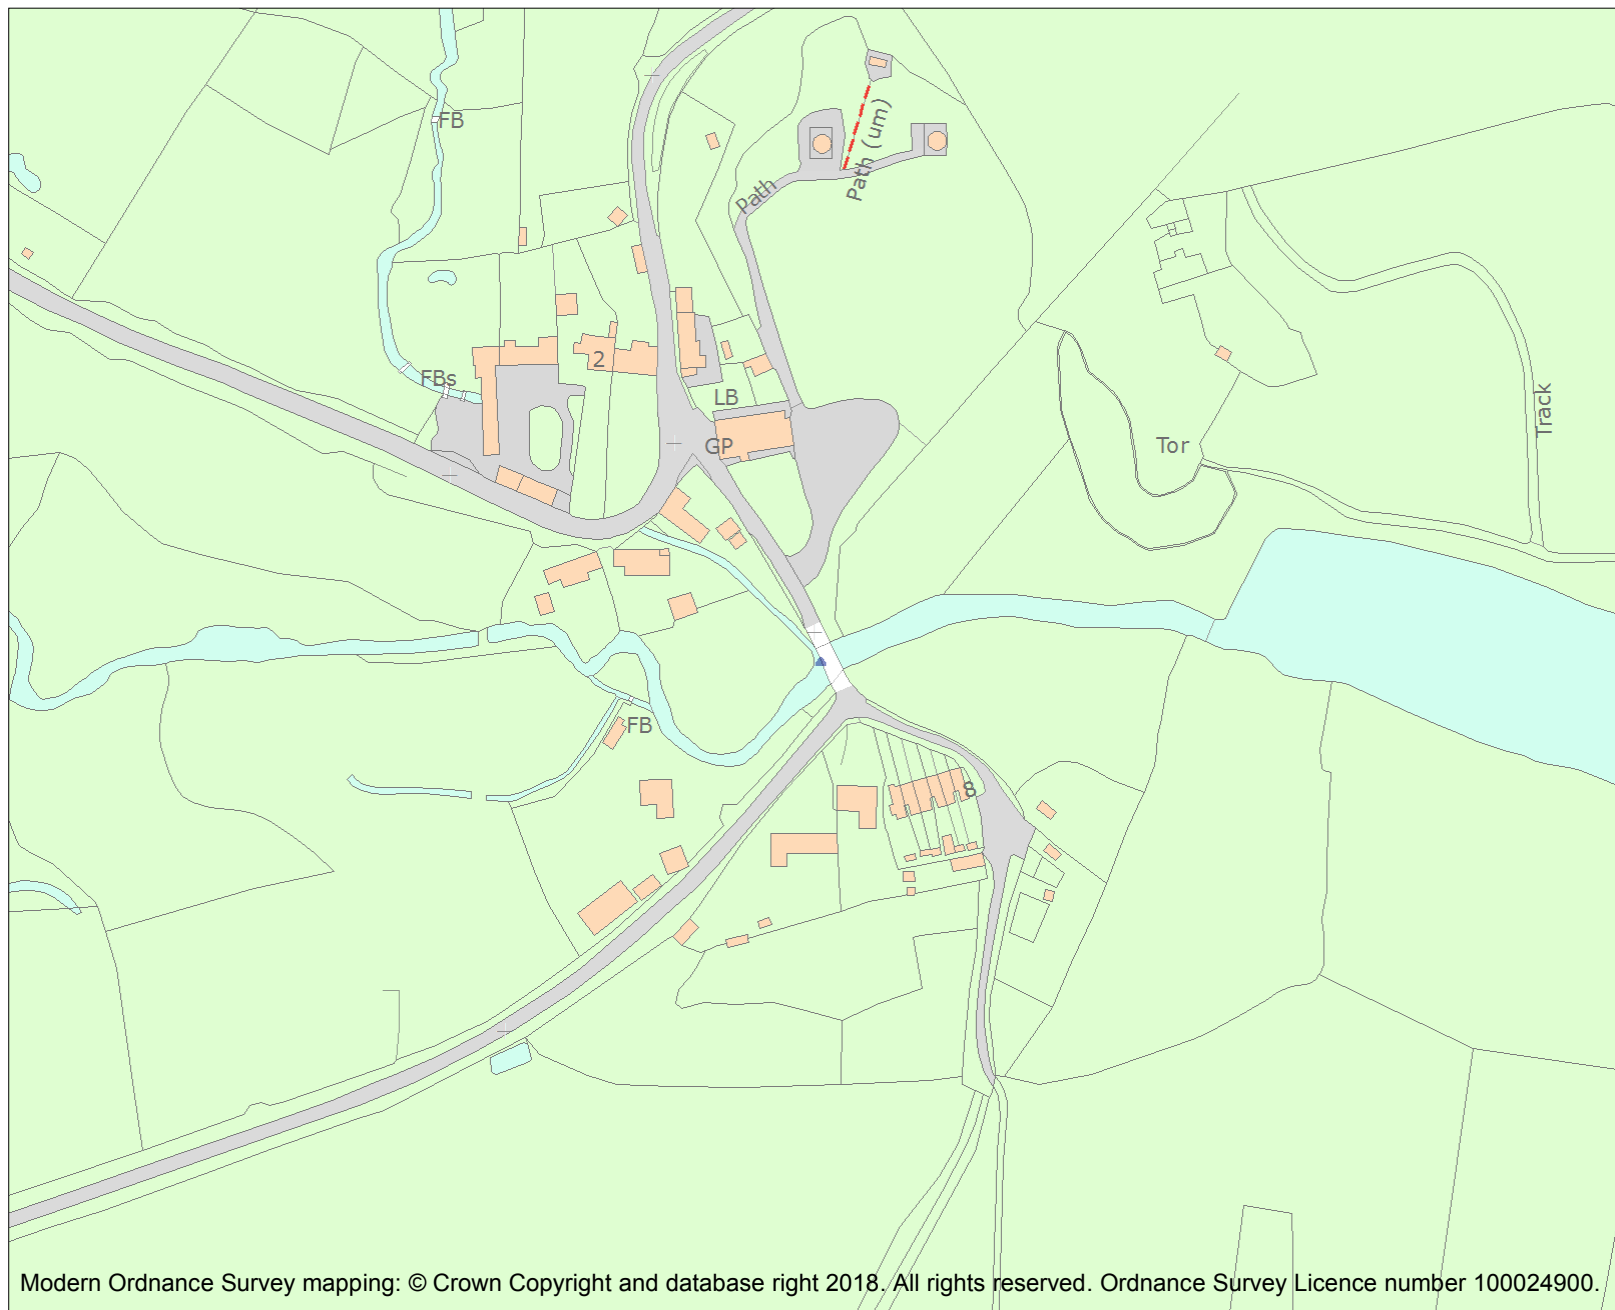 FB
Path (um)
Path
FBs
2
LB
GP
Track
Tor
FB
8
Modern Ordnance Survey mapping: © Crown Copyright and database right 2018. All rights reserved. Ordnance Survey Licence number 100024900.